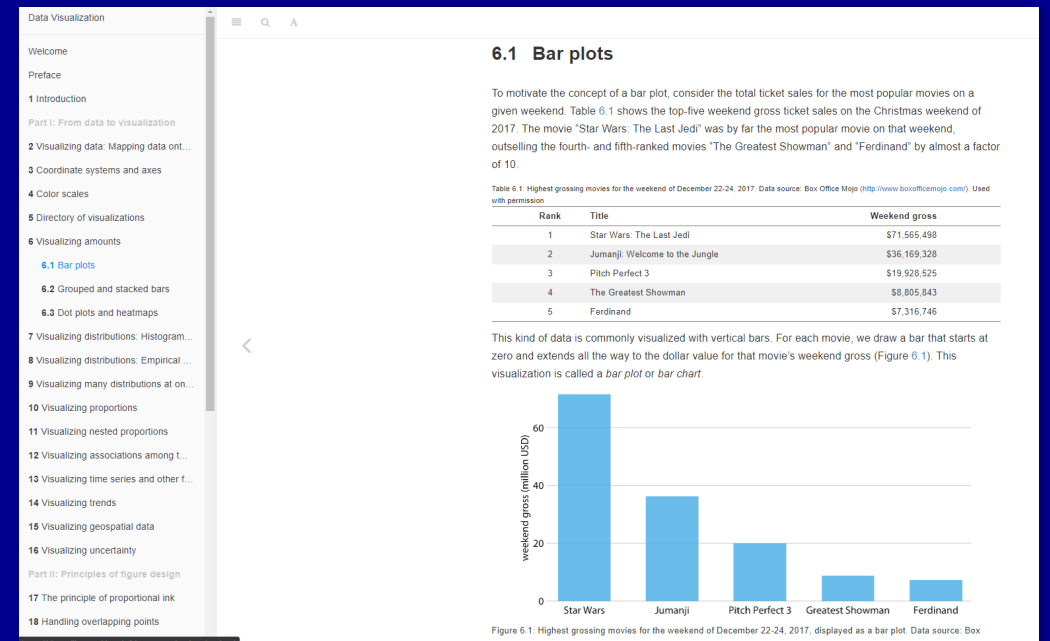 Data Visualization
Welcome
Preface
1 Introduction
Part I: From data to visualization
2 Visualizing data: Mapping data ont…
3 Coordinate systems and axes
4 Color scales
5 Directory of visualizations
6 Visualizing amounts
6.1 Bar plots
6.2 Grouped and stacked bars
6.3 Dot plots and heatmaps
7 Visualizing distributions: Histogram…
8 Visualizing distributions: Empirical …
9 Visualizing many distributions at on…
10 Visualizing proportions
11 Visualizing nested proportions
12 Visualizing associations among t…
13 Visualizing time series and other f…
14 Visualizing trends
15 Visualizing geospatial data
16 Visualizing uncertainty
Part II: Principles of figure design
17 The principle of proportional ink
18 Handling overlapping points
A
6.1 Bar plots
To motivate the concept of a bar plot, consider the total ticket sales for the most popular movies on a
given weekend. Table 6.1 shows the top-five weekend gross ticket sales on the Christmas weekend of
2017. The movie “Star Wars: The Last Jedi” was by far the most popular movie on that weekend,
outselling the fourth- and fifth-ranked movies “The Greatest Showman” and “Ferdinand” by almost a factor
of 10.
Table 6.1: Highest grossing movies for the weekend of December 22-24, 2017. Data source: Box Office Mojo (http://www.boxofficemojo.com/). Used
with permission
Rank Title Weekend gross
1 Star Wars: The Last Jedi $71,565,498
2 Jumanji: Welcome to the Jungle $36,169,328
3 Pitch Perfect 3 $19,928,525
4 The Greatest Showman $8,805,843
5 Ferdinand $7,316,746
This kind of data is commonly visualized with vertical bars. For each movie, we draw a bar that starts at
zero and extends all the way to the dollar value for that movie’s weekend gross (Figure 6.1). This
visualization is called a bar plot or bar chart.
weekend gross (million USD)
60
40
20
0
Star Wars Jumanji Pitch Perfect 3 Greatest Showman Ferdinand
Figure 6.1: Highest grossing movies for the weekend of December 22-24, 2017, displayed as a bar plot. Data source: Box